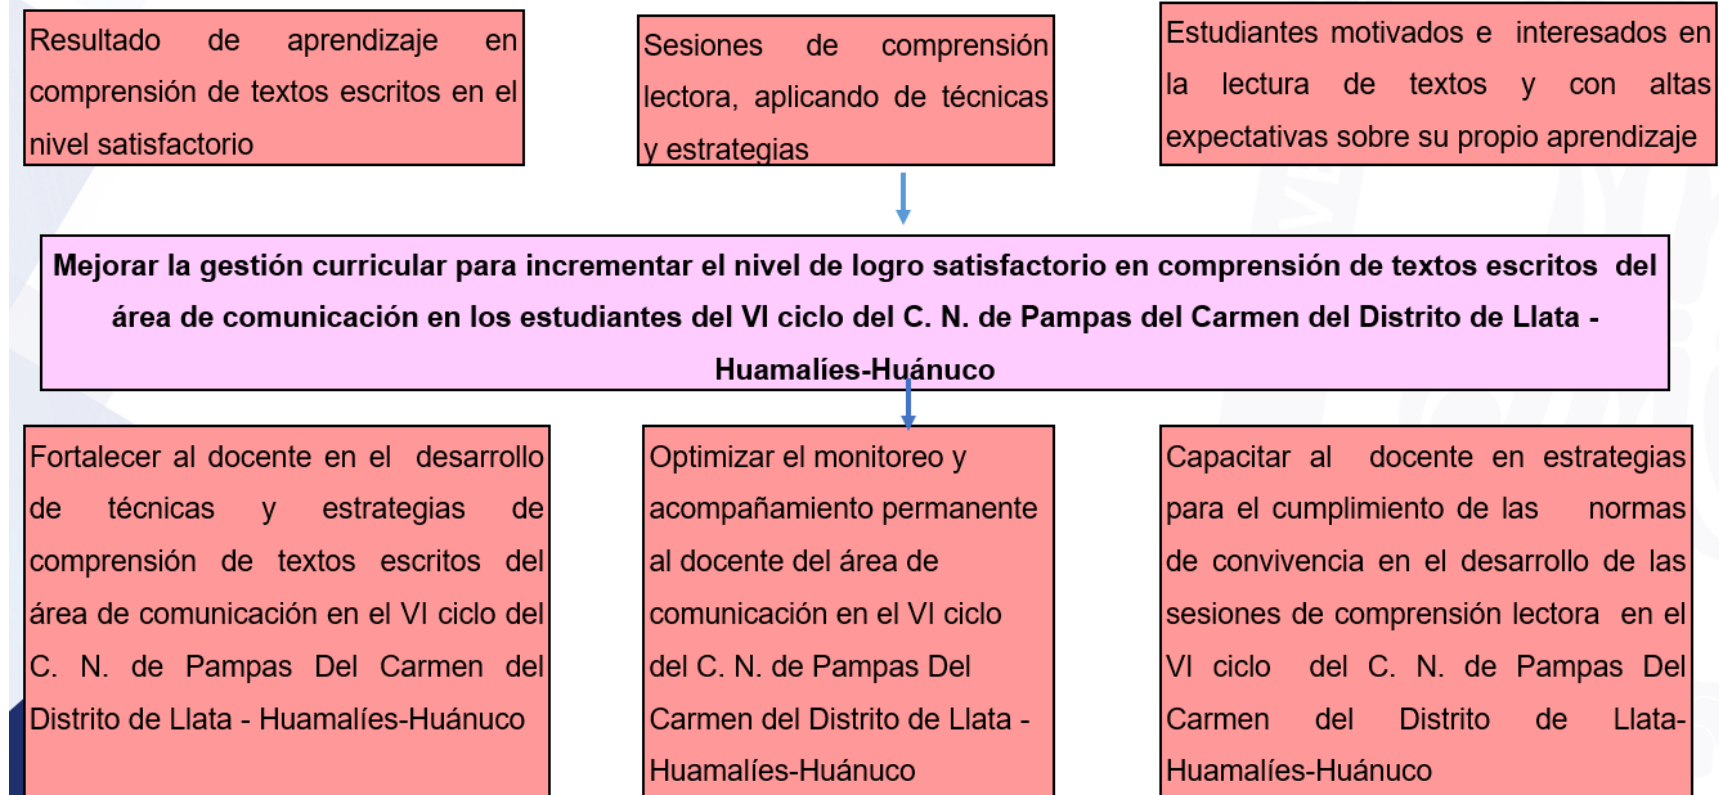 Resultado de aprendizaje en
comprensión de textos escritos en el
nivel satisfactorio
Sesiones de comprensión
lectora, aplicando de técnicas
y estrategias
Estudiantes motivados e interesados en
la lectura de textos y con altas
expectativas sobre su propio aprendizaje
Mejorar la gestión curricular para incrementar el nivel de logro satisfactorio en comprensión de textos escritos del
área de comunicación en los estudiantes del VI ciclo del C. N. de Pampas del Carmen del Distrito de Llata -
Huamalíes-Huánuco
Fortalecer al docente en el desarrollo
de técnicas y estrategias de
comprensión de textos escritos del
área de comunicación en el VI ciclo del
C. N. de Pampas Del Carmen del
Distrito de Llata - Huamalíes-Huánuco
Optimizar el monitoreo y
acompañamiento permanente
al docente del área de
comunicación en el VI ciclo
del C. N. de Pampas Del
Carmen del Distrito de Llata -
Huamalíes-Huánuco
Capacitar al docente en estrategias
para el cumplimiento de las normas
de convivencia en el desarrollo de las
sesiones de comprensión lectora en el
VI ciclo del C. N. de Pampas Del
Carmen del Distrito de Llata-
Huamalíes-Huánuco